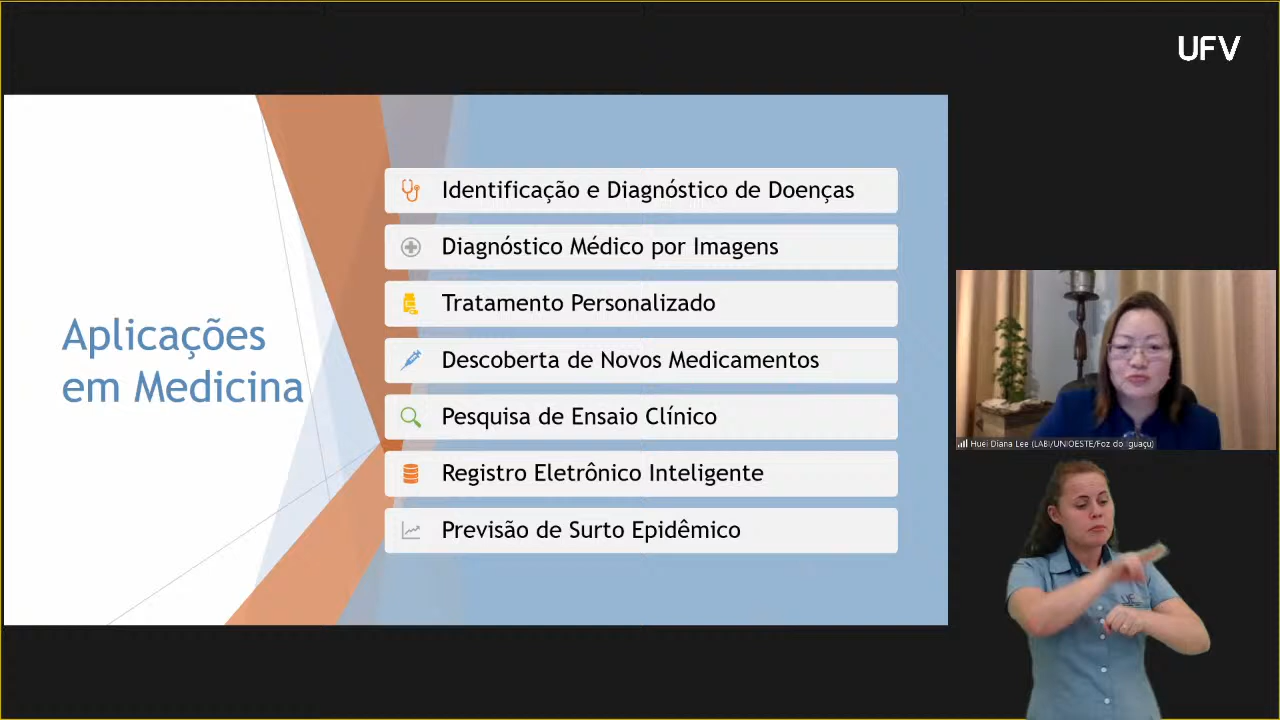 UFV
Aplicações
em Medicina
Identificação e Diagnóstico de Doenças
Diagnóstico Médico por Imagens
Tratamento Personalizado
Descoberta de Novos Medicamentos
Pesquisa de Ensaio Clínico
Registro Eletrônico Inteligente
Previsão de Surto Epidêmico
Huei Diana Lee (LABI/UNIOESTE/Foz do Iguaçu)